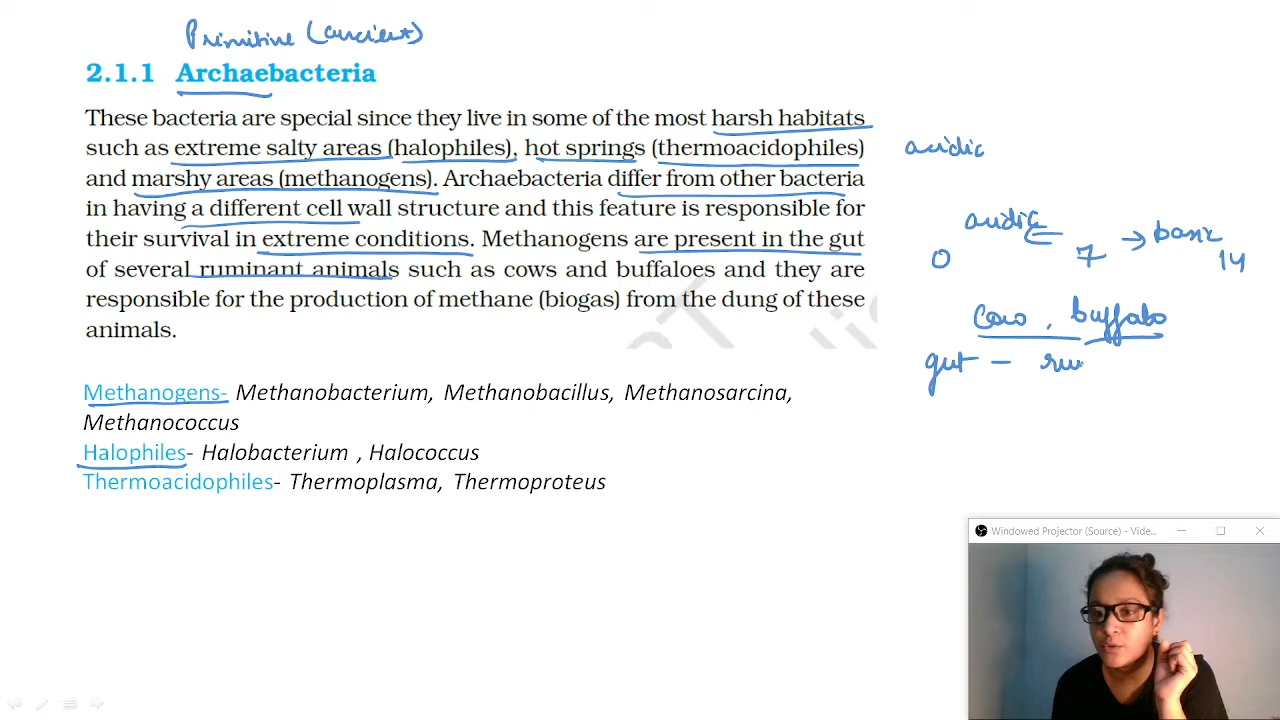 Primitive (ancient)
2.1.1 Archaebacteria
These bacteria are special since they live in some of the most harsh habitats
such as extreme salty areas (halophiles), hot springs (thermoacidophiles)
and marshy areas (methanogens). Archaebacteria differ from other bacteria
in having a different cell wall structure and this feature is responsible for
their survival in extreme conditions. Methanogens are present in the gut
of several ruminant animals such as cows and buffaloes and they are
responsible for the production of methane (biogas) from the dung of these
animals.
acidic
acidic
→ basic
0 7 14
Cow , buffalo
gut – ru
Methanogens- Methanobacterium, Methanobacillus, Methanosarcina,
Methanococcus
Halophiles- Halobacterium , Halococcus
Thermoacidophiles- Thermoplasma, Thermoproteus
Windowed Projector (Source) - Vide...